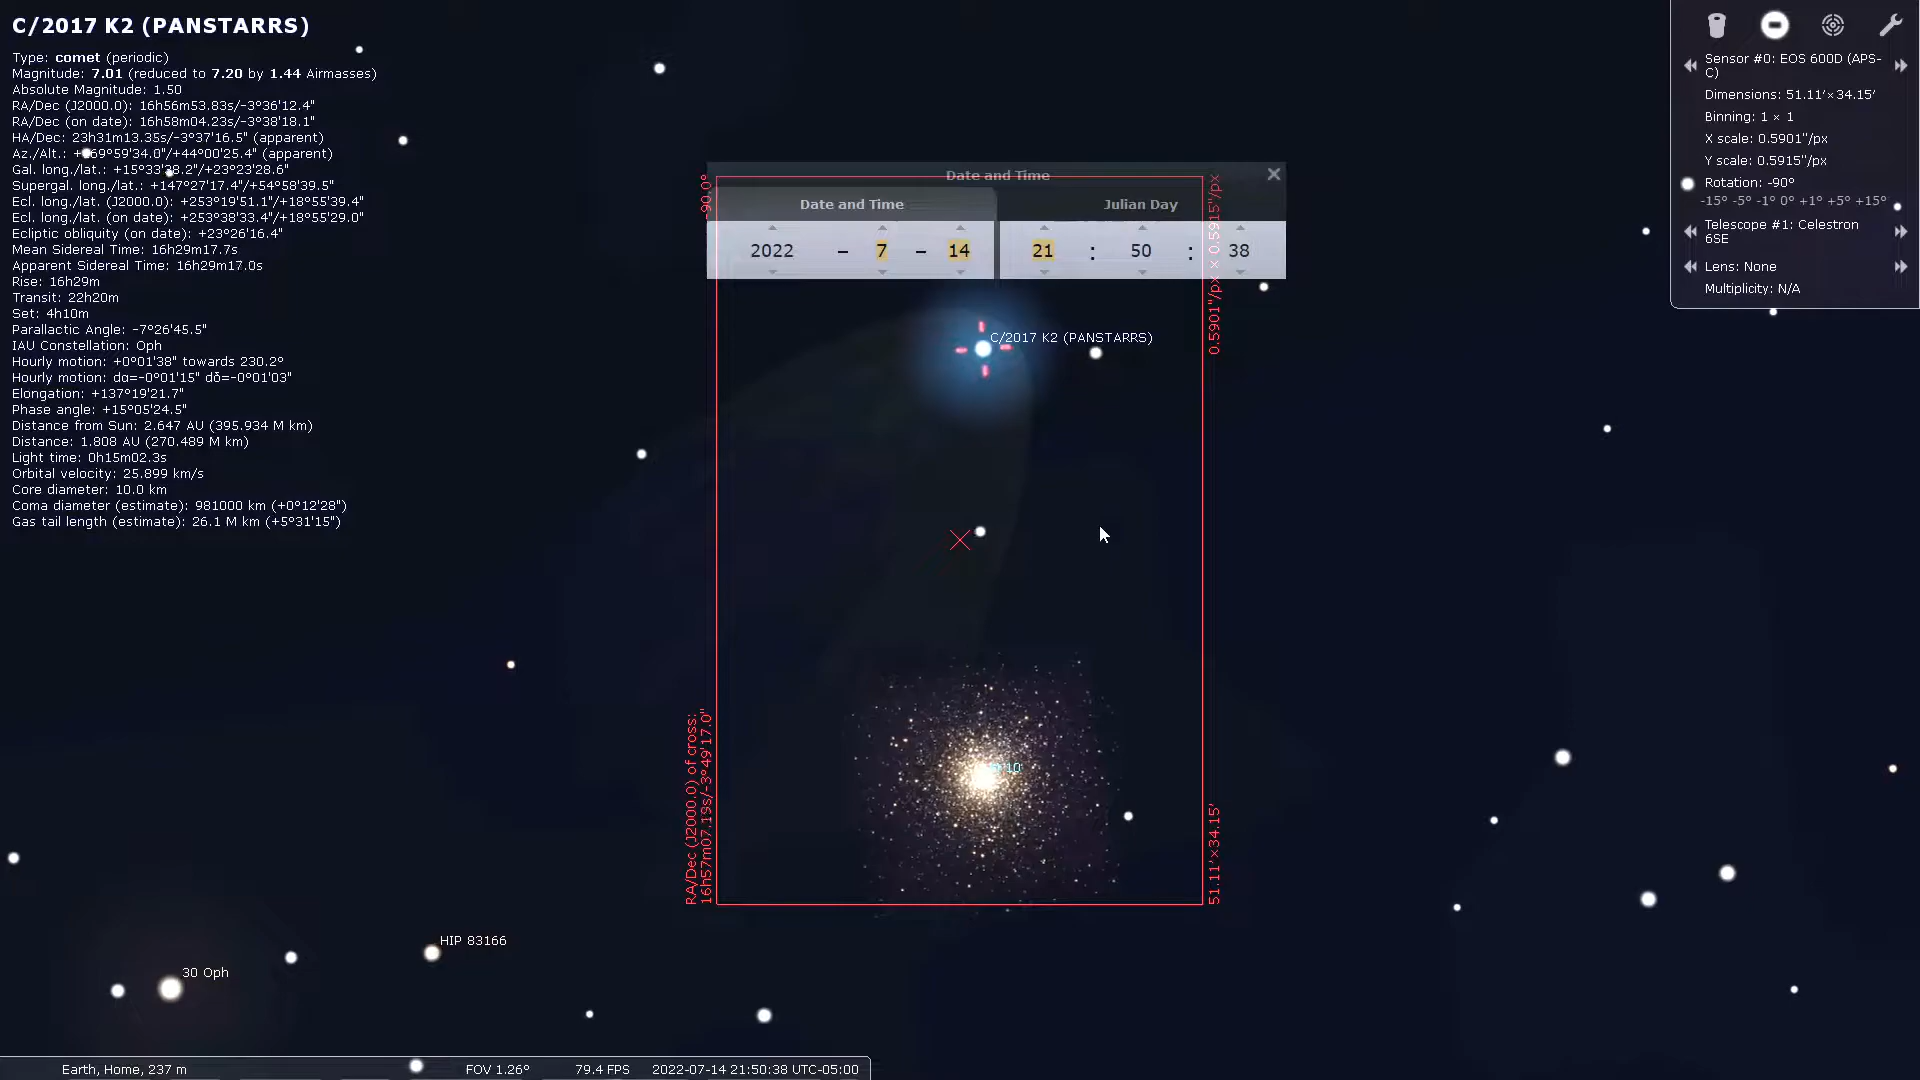 C/2017 K2 (PANSTARRS)
Type: comet (periodic)
Magnitude: 7.01 (reduced to 7.20 by 1.44 Airmasses)
Absolute Magnitude: 1.50
RA/Dec (J2000.0): 16h56m53.83s/-3°36'12.4"
RA/Dec (on date): 16h58m04.23s/-3°38'18.1"
HA/Dec: 23h31m13.35s/-3°37'16.5" (apparent)
Az./Alt.: +169°59'34.0"/+44°00'25.4" (apparent)
Gal. long./lat.: +15°33'38.2"/+23°23'28.6"
Supergal. long./lat.: +147°27'17.4"/+54°58'39.5"
Ecl. long./lat. (J2000.0): +253°19'51.1"/+18°55'39.4"
Ecl. long./lat. (on date): +253°38'33.4"/+18°55'29.0"
Ecliptic obliquity (on date): +23°26'16.4"
Mean Sidereal Time: 16h29m17.7s
Apparent Sidereal Time: 16h29m17.0s
Rise: 16h29m
Transit: 22h20m
Set: 4h10m
Parallactic Angle: -7°26'45.5"
IAU Constellation: Oph
Hourly motion: +0°01'38" towards 230.2°
Hourly motion: dα=-0°01'15" dδ=-0°01'03"
Elongation: +137°19'21.7"
Phase angle: +15°05'24.5"
Distance from Sun: 2.647 AU (395.934 M km)
Distance: 1.808 AU (270.489 M km)
Light time: 0h15m02.3s
Orbital velocity: 25.899 km/s
Core diameter: 10.0 km
Coma diameter (estimate): 981000 km (+0°12'28")
Gas tail length (estimate): 26.1 M km (+5°31'15")
Date and Time
Date and Time
Julian Day
2022 - 7 - 14 21 : 50 : 38
-90.0°
0.5901"/px × 0.5915"/px
C/2017 K2 (PANSTARRS)
RA/Dec (J2000.0) of cross:
16h57m07.19s/-3°49'17.0"
51.11'×34.15'
HIP 83166
30 Oph
Sensor #0: EOS 600D (APS-
C)
Dimensions: 51.11'×34.15'
Binning: 1 × 1
X scale: 0.5901"/px
Y scale: 0.5915"/px
Rotation: -90°
-15° -5° -1° 0° +1° +5° +15°
Telescope #1: Celestron
6SE
Lens: None
Multiplicity: N/A
Earth, Home, 237 m
FOV 1.26°
79.4 FPS
2022-07-14 21:50:38 UTC-05:00